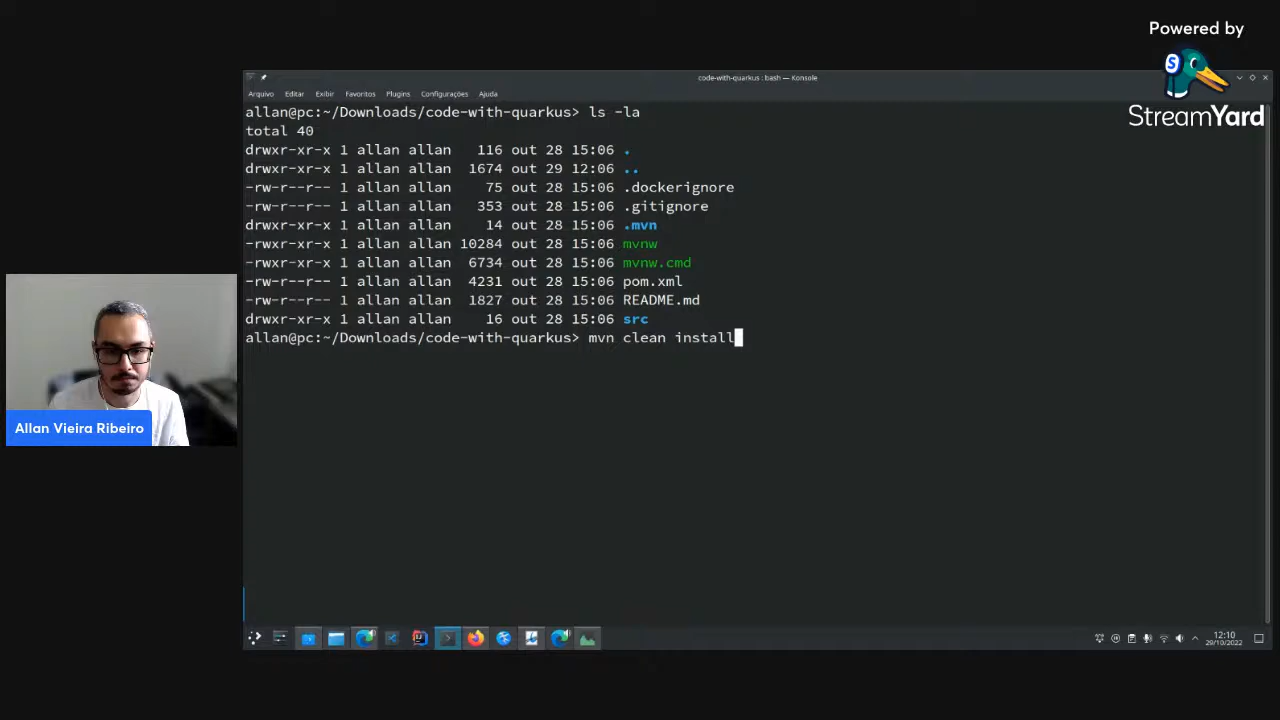 Powered by
StreamYard
code-with-quarkus : bash — Konsole
Arquivo Editar Exibir Favoritos Plugins Configurações Ajuda
allan@pc:~/Downloads/code-with-quarkus> ls -la
total 40
drwxr-xr-x 1 allan allan   116 out 28 15:06 .
drwxr-xr-x 1 allan allan  1674 out 29 12:06 ..
-rw-r--r-- 1 allan allan    75 out 28 15:06 .dockerignore
-rw-r--r-- 1 allan allan   353 out 28 15:06 .gitignore
drwxr-xr-x 1 allan allan    14 out 28 15:06 .mvn
-rwxr-xr-x 1 allan allan 10284 out 28 15:06 mvnw
-rwxr-xr-x 1 allan allan  6734 out 28 15:06 mvnw.cmd
-rw-r--r-- 1 allan allan  4231 out 28 15:06 pom.xml
-rw-r--r-- 1 allan allan  1827 out 28 15:06 README.md
drwxr-xr-x 1 allan allan    16 out 28 15:06 src
allan@pc:~/Downloads/code-with-quarkus> mvn clean install
Allan Vieira Ribeiro
12:10
29/10/2022